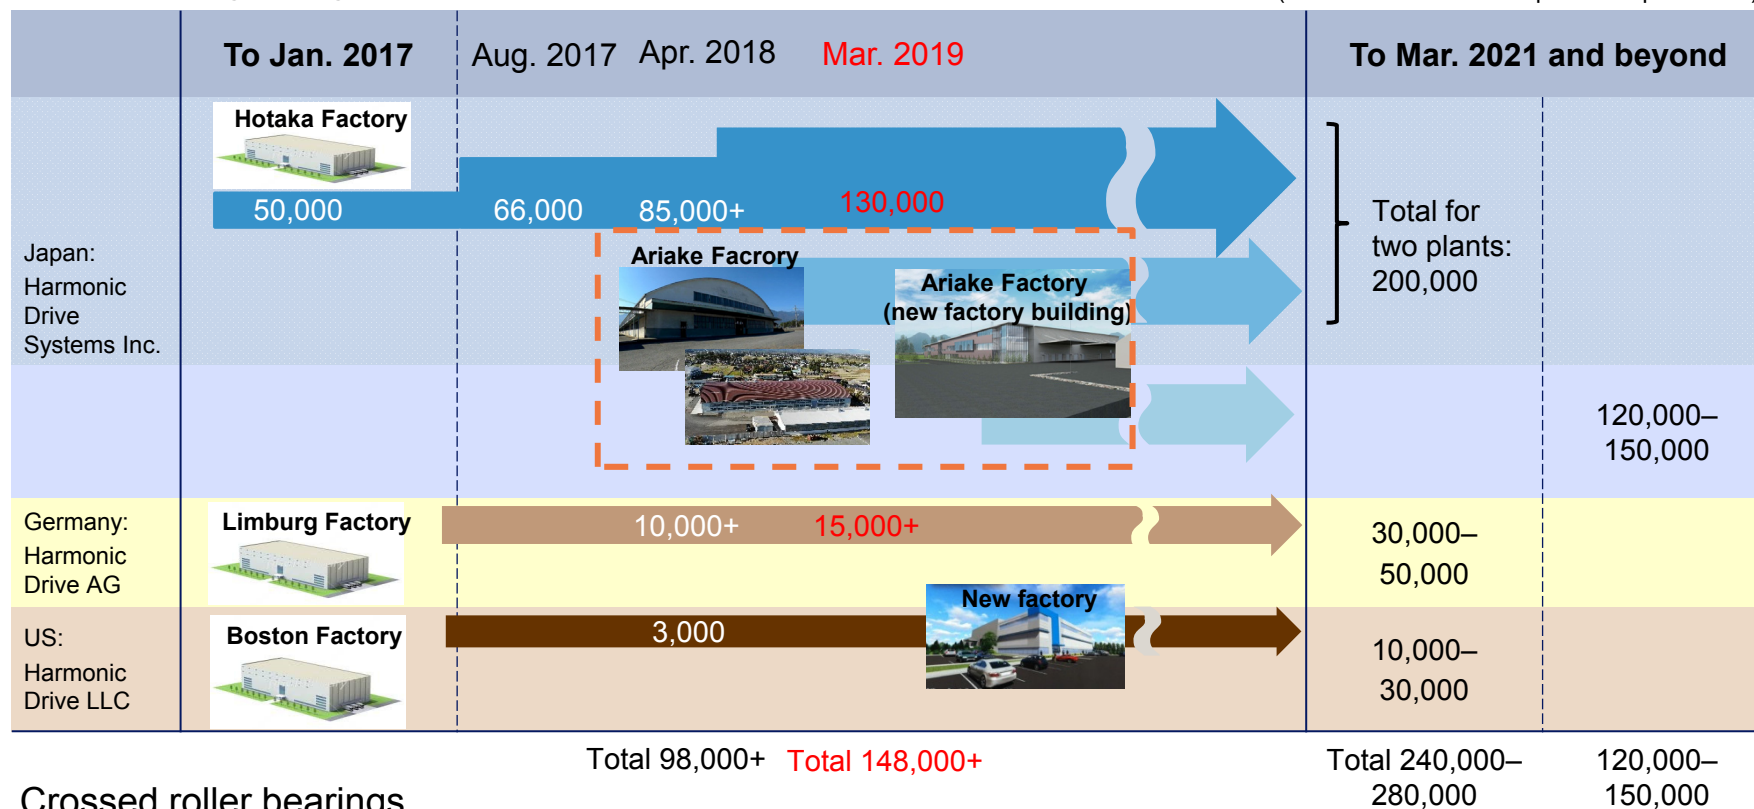 To Jan. 2017
Aug. 2017
Apr. 2018
Mar. 2019
To Mar. 2021 and beyond
Hotaka Factory
50,000
66,000
85,000+
130,000
Japan:
Harmonic
Drive
Systems Inc.
Ariake Facrory
Ariake Factory
(new factory building)
Total for
two plants:
200,000
120,000–
150,000
Germany:
Harmonic
Drive AG
Limburg Factory
10,000+
15,000+
30,000–
50,000
US:
Harmonic
Drive LLC
Boston Factory
3,000
New factory
10,000–
30,000
Total 98,000+
Total 148,000+
Total 240,000–
280,000
120,000–
150,000
Crossed roller bearings